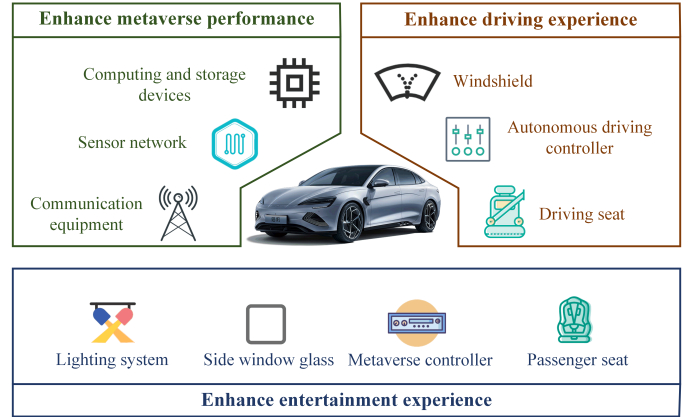 Enhance metaverse performance
Computing and storage
devices
Sensor network
Communication
equipment
Enhance driving experience
Windshield
Autonomous driving
controller
Driving seat
Lighting system
Side window glass
Metaverse controller
Passenger seat
Enhance entertainment experience